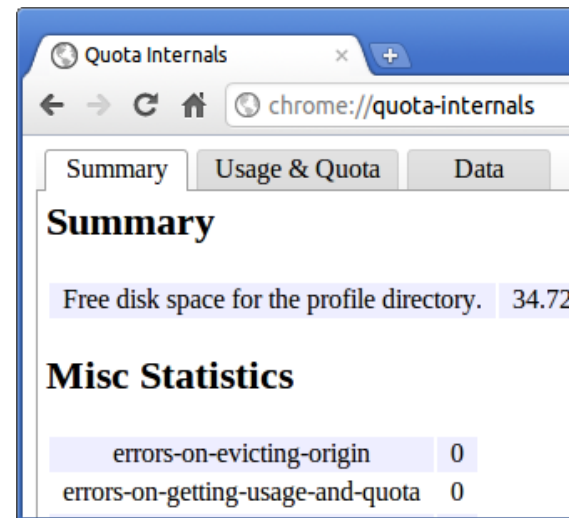 Quota Internals
chrome://quota-internals
Summary Usage & Quota Data
Summary
Free disk space for the profile directory. 34.72
Misc Statistics
errors-on-evicting-origin 0
errors-on-getting-usage-and-quota 0